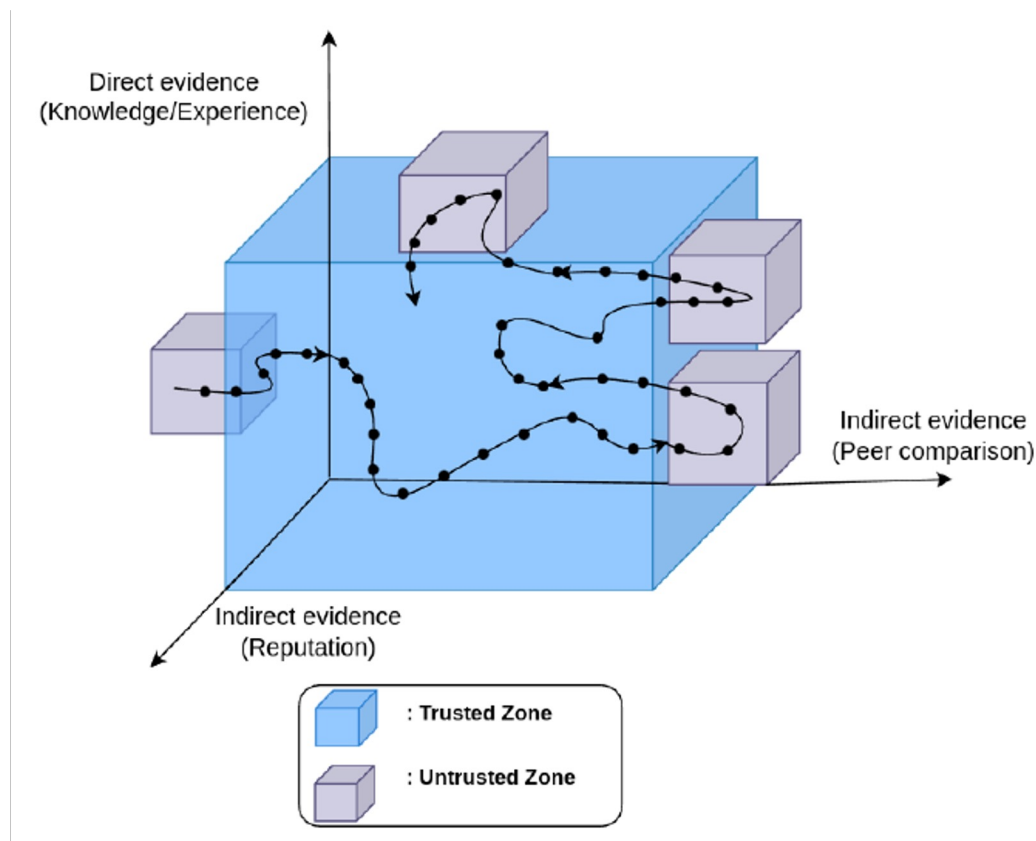 Direct evidence
(Knowledge/Experience)
Indirect evidence
(Peer comparison)
Indirect evidence
(Reputation)
: Trusted Zone
: Untrusted Zone